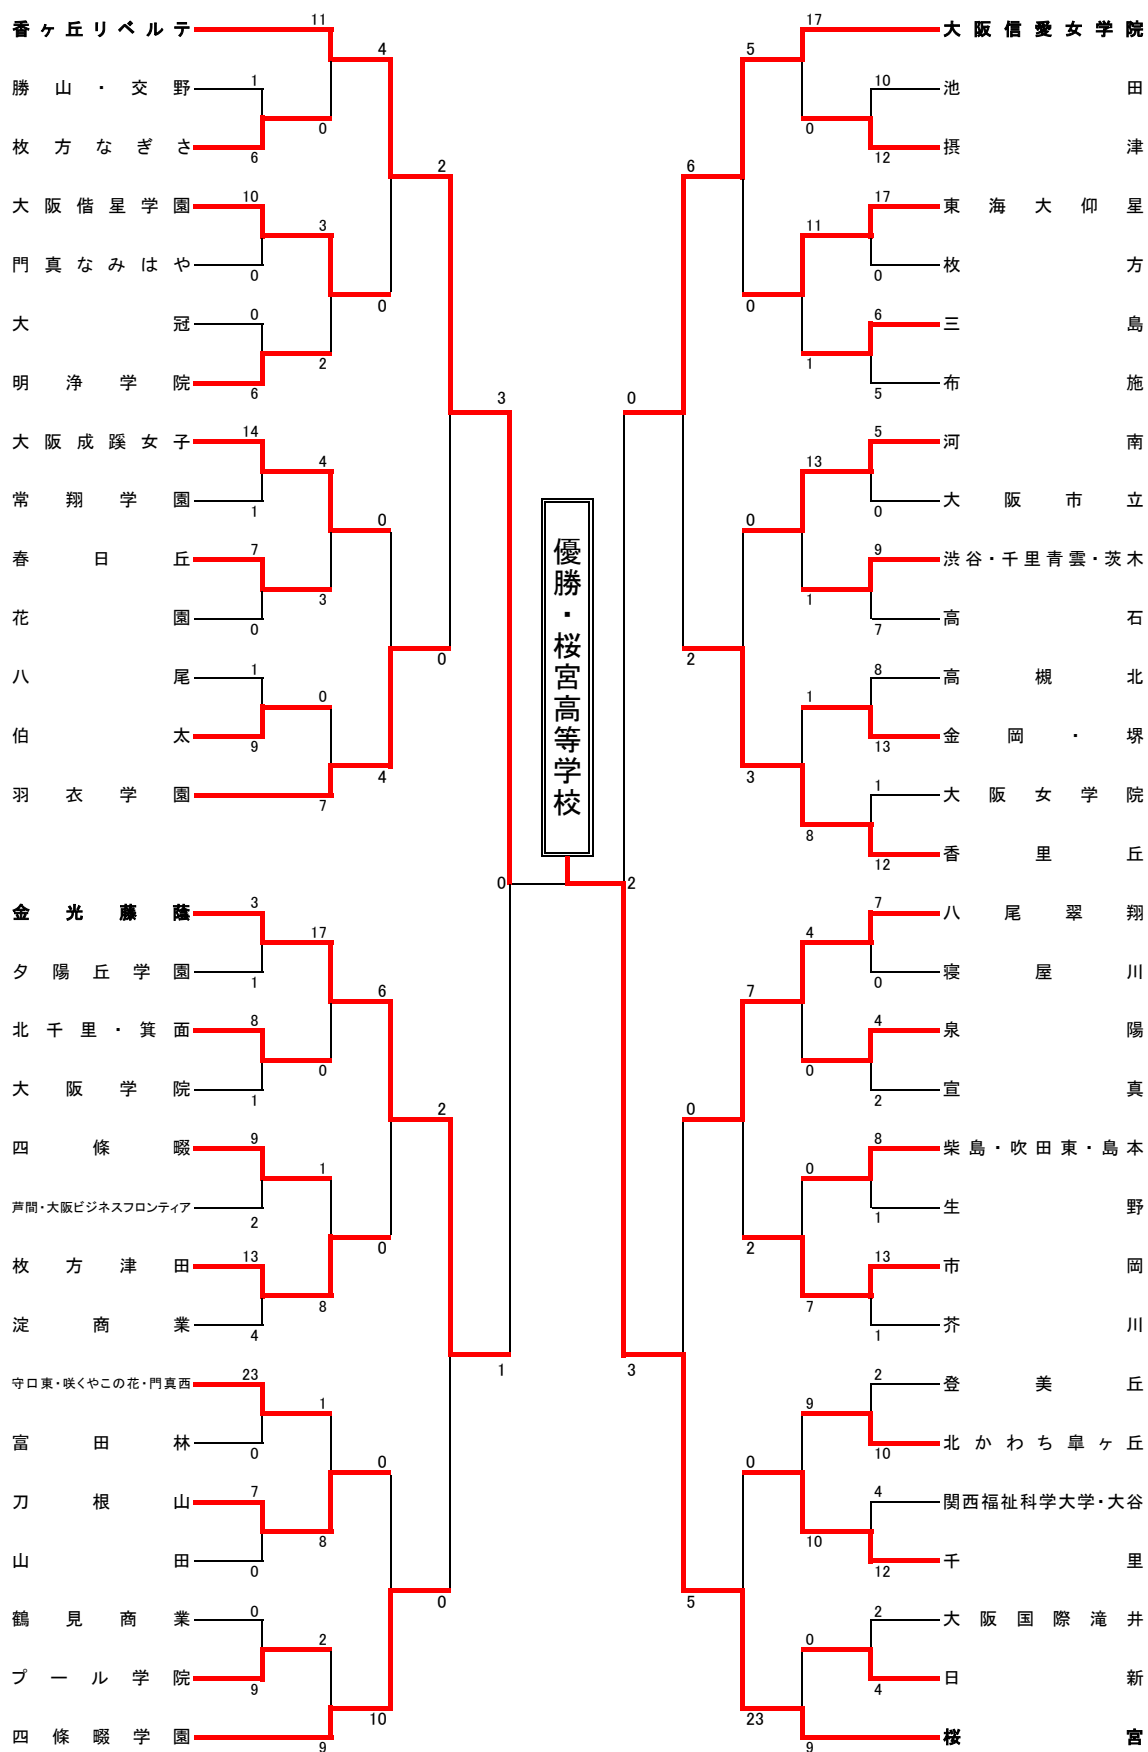 香ヶ丘リベルテ
11
4
勝山・交野
1
0
枚方なぎさ
6
2
大阪偕星学園
10
3
門真なみはや
0
0
大冠
0
2
明浄学院
6
3
大阪成蹊女子
14
4
常翔学園
1
0
春日丘
7
3
花園
0
0
八尾
1
0
伯太
9
4
羽衣学園
7
金光藤蔭
3
17
0
夕陽丘学園
1
6
北千里・箕面
8
0
大阪学院
1
2
四條畷
9
1
芦間・大阪ビジネスフロンティア
2
0
枚方津田
13
8
淀商業
4
1
守口東・咲くやこの花・門真西
23
1
富田林
0
0
刀根山
7
8
山田
0
0
鶴見商業
0
2
プール学院
9
10
四條畷学園
9
優勝・桜宮高等学校
17
大阪信愛女学院
5
10
池田
0
12
摂津
6
17
東海大仰星
11
0
枚方
0
6
三島
1
5
布施
0
5
河南
13
0
大阪市立
0
9
渋谷・千里青雲・茨木
1
7
高石
2
8
高槻北
1
13
金岡・堺
3
1
大阪女学院
8
12
香里丘
2
7
八尾翠翔
4
0
寝屋川
7
4
泉陽
0
2
宣真
0
8
柴島・吹田東・島本
0
1
生野
2
13
市岡
7
1
芥川
3
2
登美丘
9
10
北かわち皐ヶ丘
0
4
関西福祉科学大学・大谷
10
12
千里
5
2
大阪国際滝井
0
4
日新
23
9
桜宮